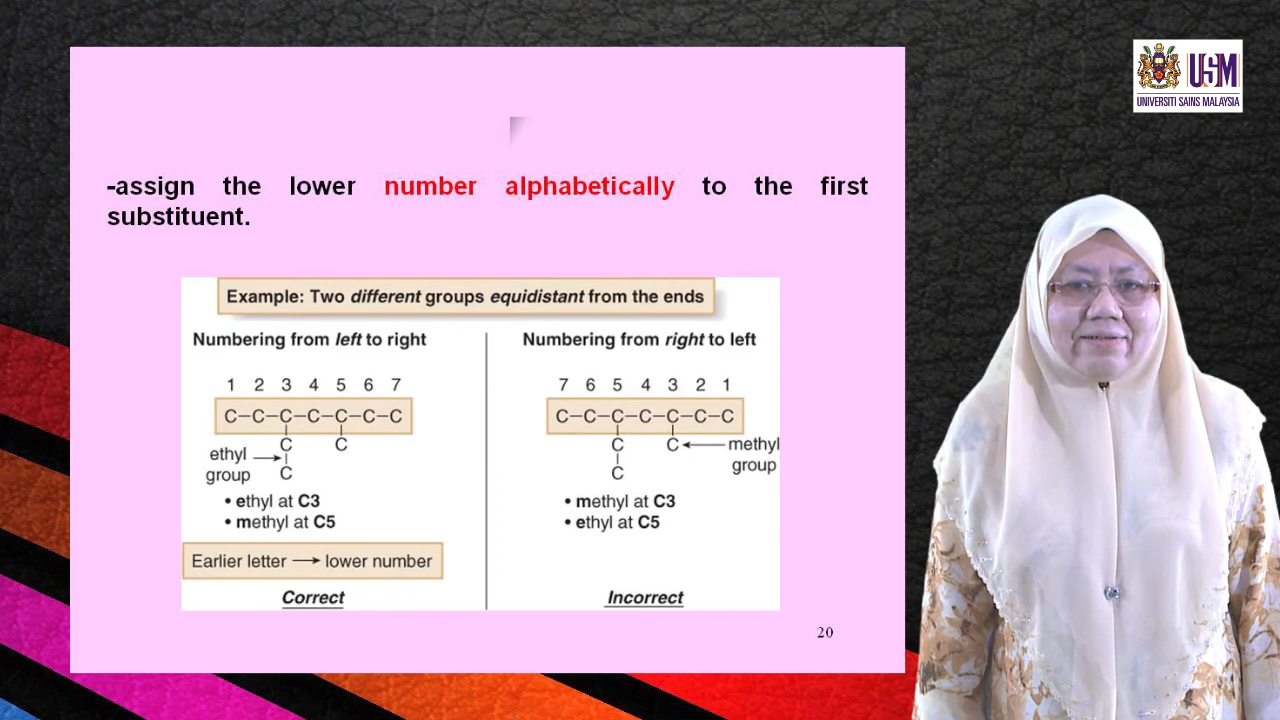 USM
UNIVERSITI SAINS MALAYSIA
-assign the lower number alphabetically to the first
substituent.
Example: Two different groups equidistant from the ends
Numbering from left to right
1 2 3 4 5 6 7
C–C–C–C–C–C–C
C C
ethyl
group
C
• ethyl at C3
• methyl at C5
Earlier letter → lower number
Correct
Numbering from right to left
7 6 5 4 3 2 1
C–C–C–C–C–C–C
C C
methyl
group
C
• methyl at C3
• ethyl at C5
Incorrect
20